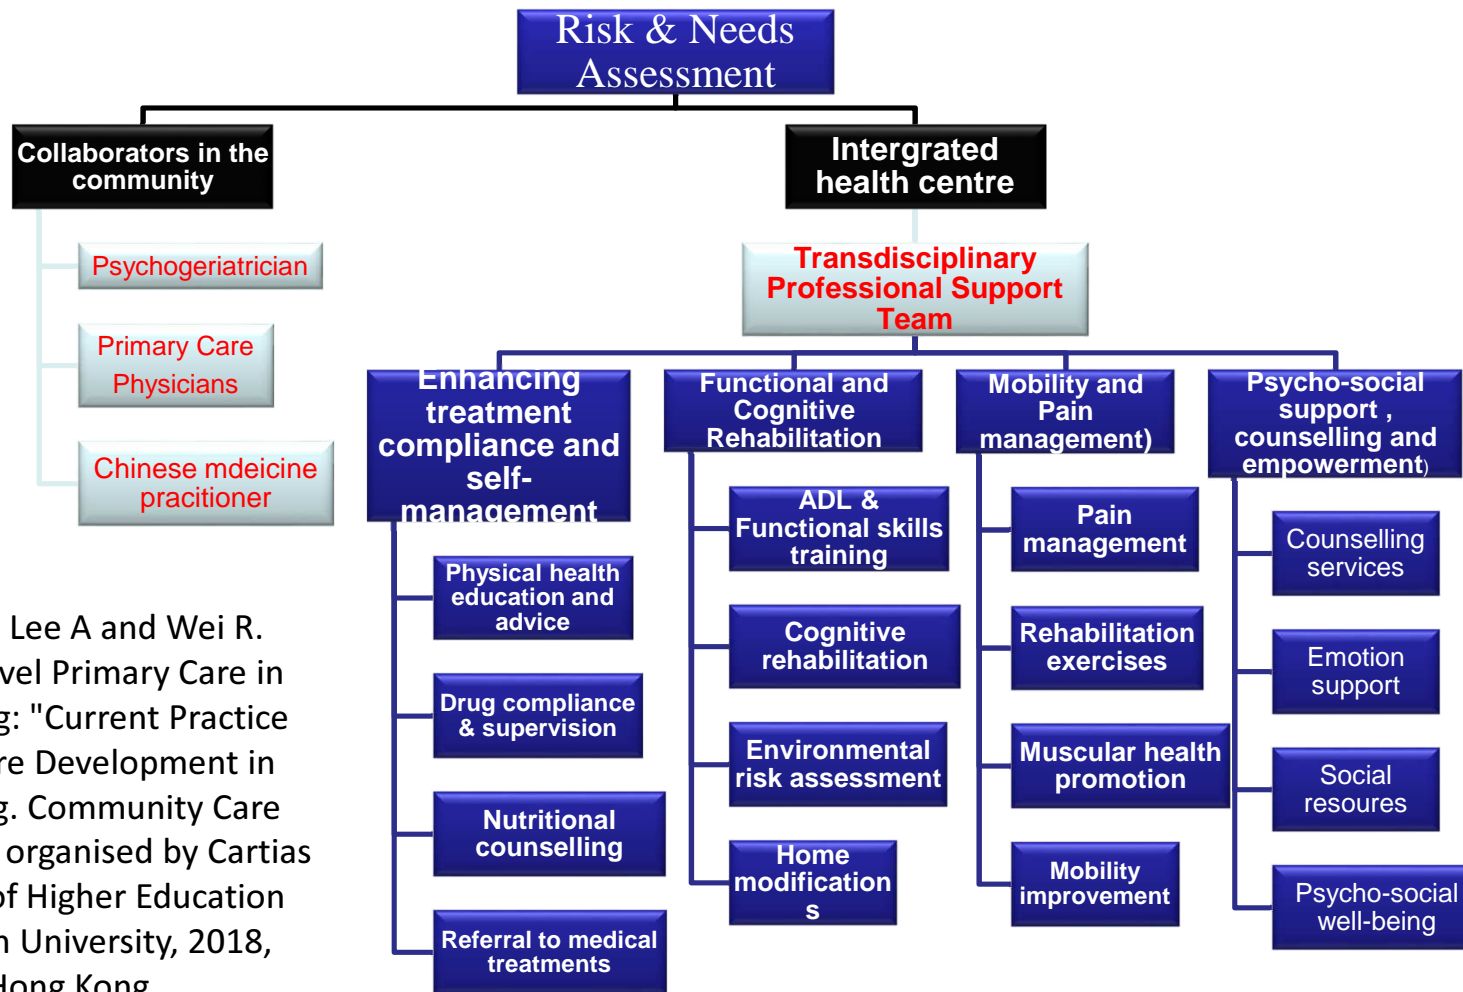 Risk & Needs
Assessment
Collaborators in the
community
Intergrated
health centre
Psychogeriatrician
Primary Care
Physicians
Chinese mdeicine
pracitioner
Transdisciplinary
Professional Support
Team
Enhancing
treatment
compliance and
self-
management
Physical health
education and
advice
Drug compliance
& supervision
Nutritional
counselling
Referral to medical
treatments
Functional and
Cognitive
Rehabilitation
ADL &
Functional skills
training
Cognitive
rehabilitation
Environmental
risk assessment
Home
modification
s
Mobility and
Pain
management)
Pain
management
Rehabilitation
exercises
Muscular health
promotion
Mobility
improvement
Psycho-social
support ,
counselling and
empowerment)
Counselling
services
Emotion
support
Social
resoures
Psycho-social
well-being
Lee A and Wei R.
vel Primary Care in
g: "Current Practice
re Development in
g. Community Care
organised by Cartias
of Higher Education
n University, 2018,
Hong Kong